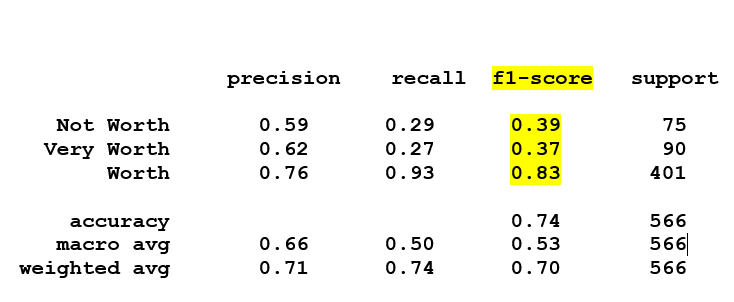 precision recall f1-score support
Not Worth 0.59 0.29 0.39 75
Very Worth 0.62 0.27 0.37 90
Worth 0.76 0.93 0.83 401
accuracy 0.74 566
macro avg 0.66 0.50 0.53 566
weighted avg 0.71 0.74 0.70 566